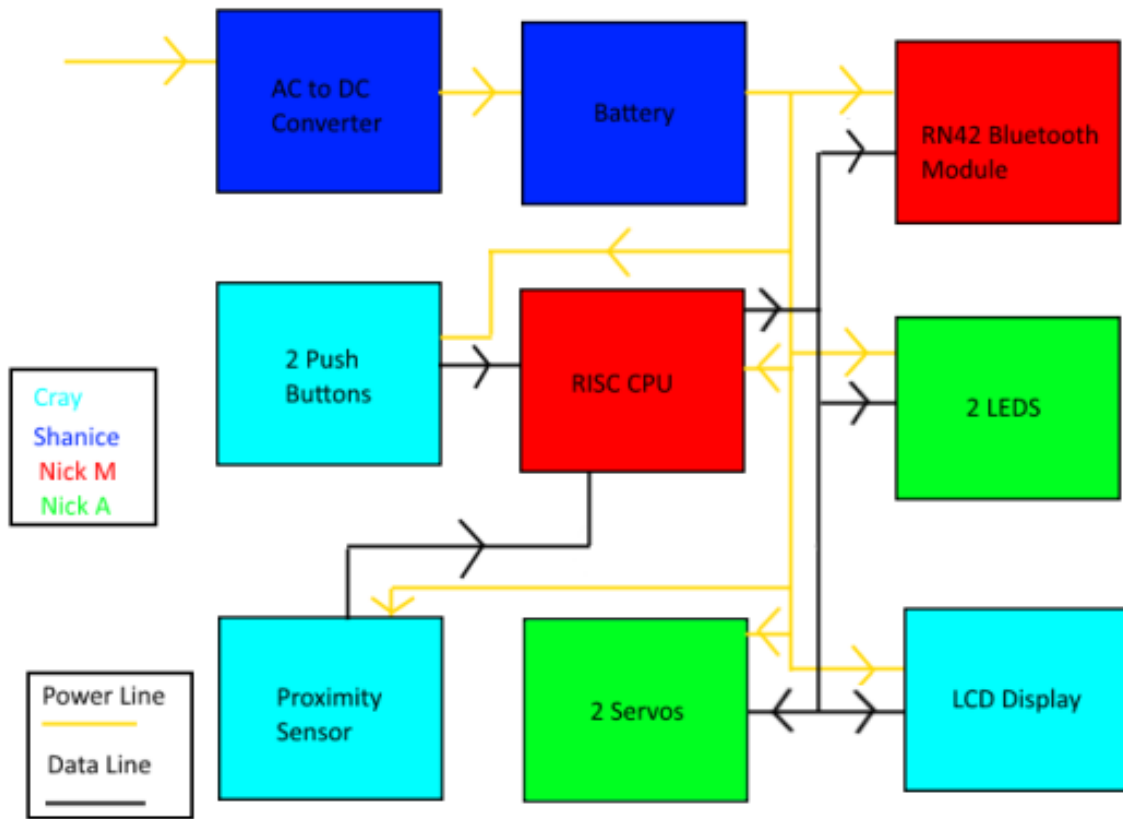 AC to DC
Converter
Battery
RN42 Bluetooth
Module
2 Push
Buttons
RISC CPU
2 LEDS
Cray
Shanice
Nick M
Nick A
Proximity
Sensor
2 Servos
LCD Display
Power Line
Data Line